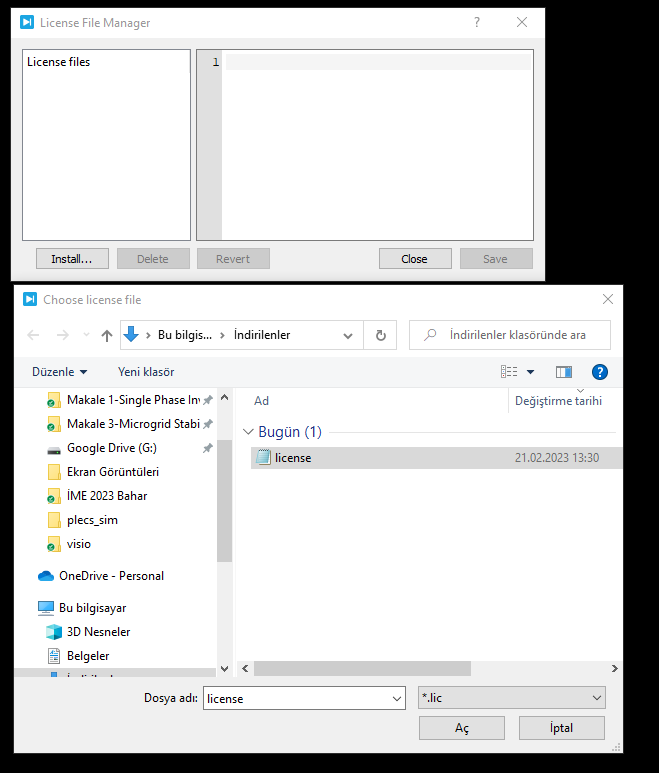 License File Manager
?
License files
1
Install...
Delete
Revert
Close
Save
Choose license file
Bu bilgis... › İndirilenler
İndirilenler klasöründe ara
Düzenle
Yeni klasör
?
Makale 1-Single Phase Inv
Makale 3-Microgrid Stabi
Google Drive (G:)
Ekran Görüntüleri
İME 2023 Bahar
plecs_sim
visio
OneDrive - Personal
Bu bilgisayar
3D Nesneler
Belgeler
Ad
Değiştirme tarihi
Bugün (1)
license
21.02.2023 13:30
Dosya adı:
license
*.lic
Aç
İptal